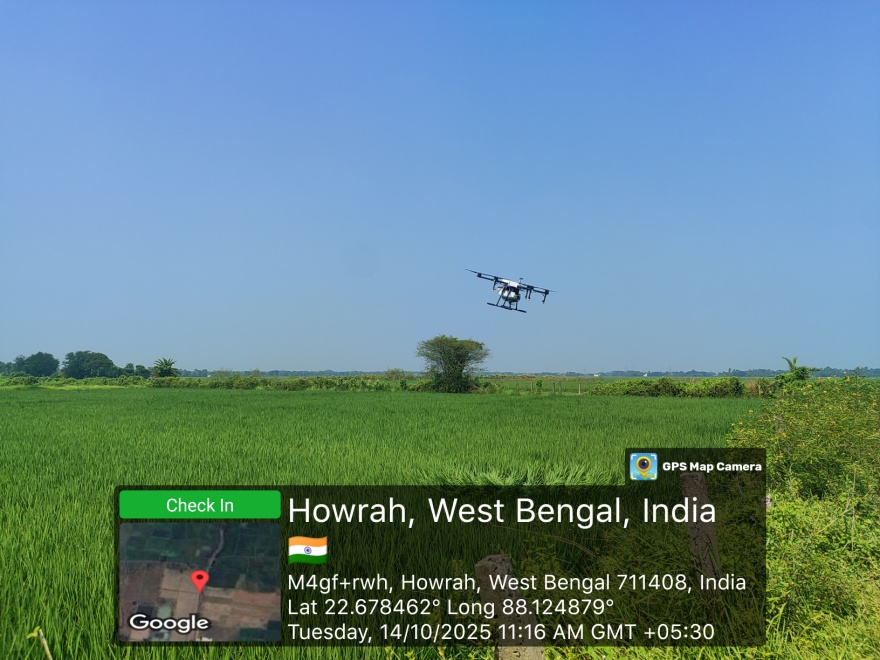 GPS Map Camera
Check In
Howrah, West Bengal, India
M4gf+rwh, Howrah, West Bengal 711408, India
Lat 22.678462° Long 88.124879°
Tuesday, 14/10/2025 11:16 AM GMT +05:30
Google